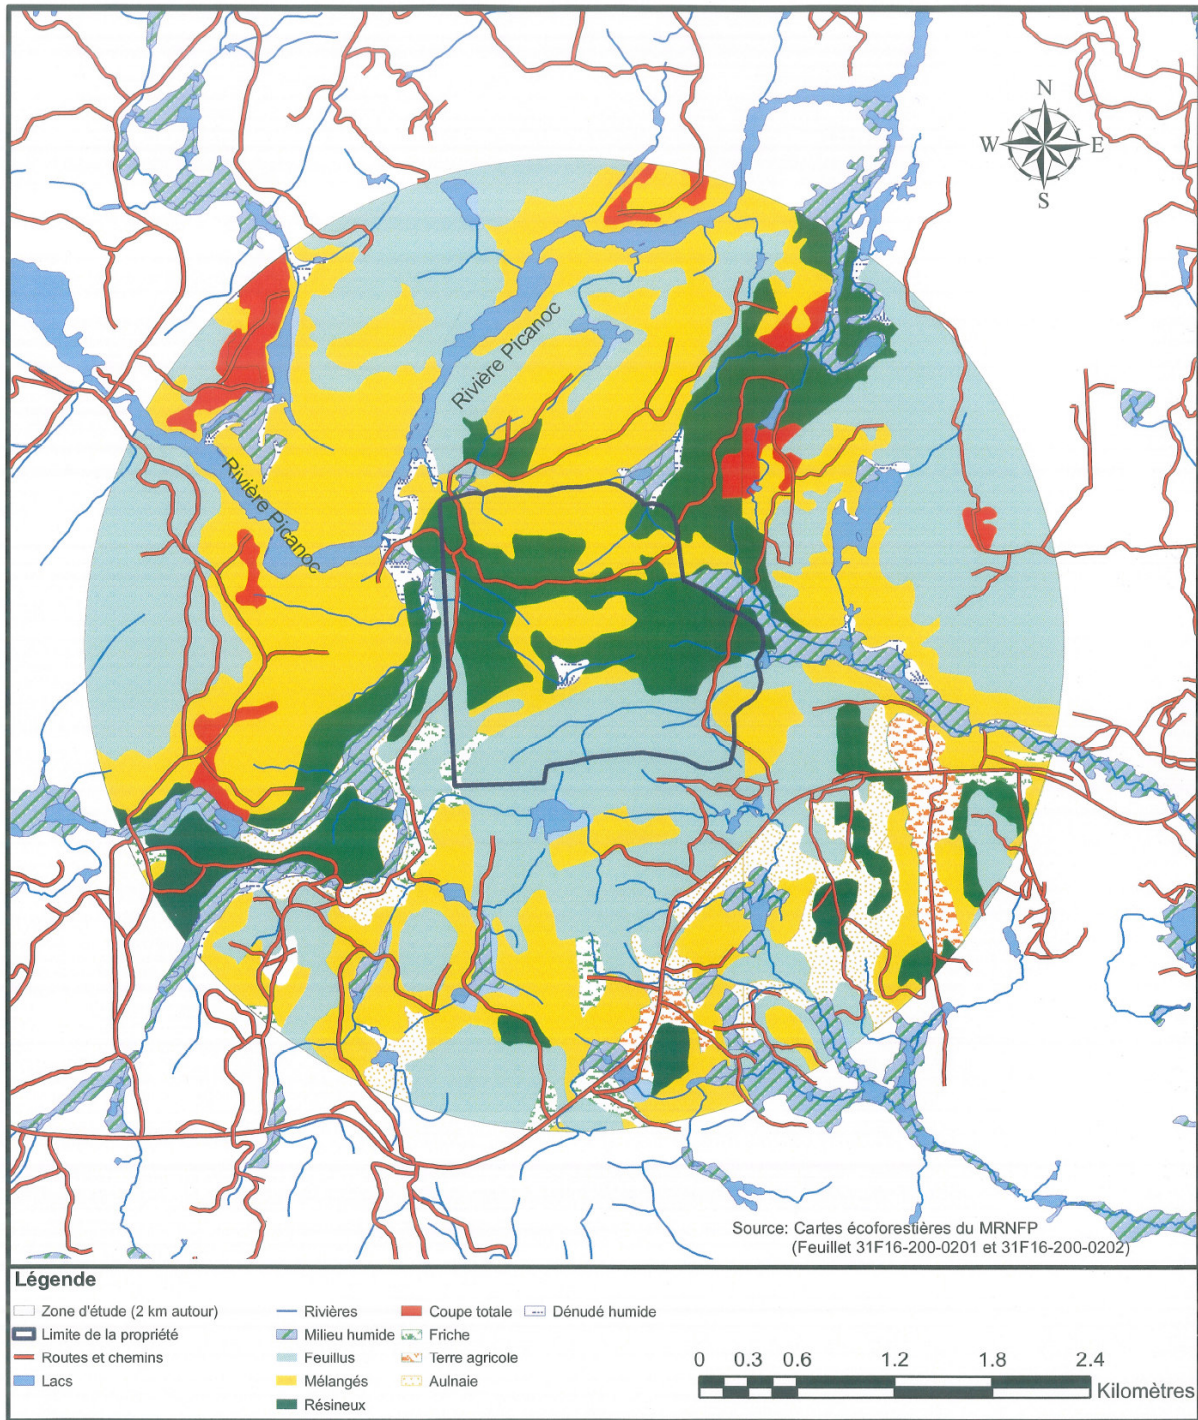 N
W E
S
Rivière Picanoc
Rivière Picanoc
Source: Cartes écoforestières du MRNFP
(Feuillet 31F16-200-0201 et 31F16-200-0202)
Légende
Zone d'étude (2 km autour)
Limite de la propriété
Routes et chemins
Lacs
Rivières
Milieu humide
Feuillus
Mélangés
Résineux
Coupe totale
Friche
Terre agricole
Aulnaie
Dénudé humide
0 0.3 0.6 1.2 1.8 2.4
Kilomètres